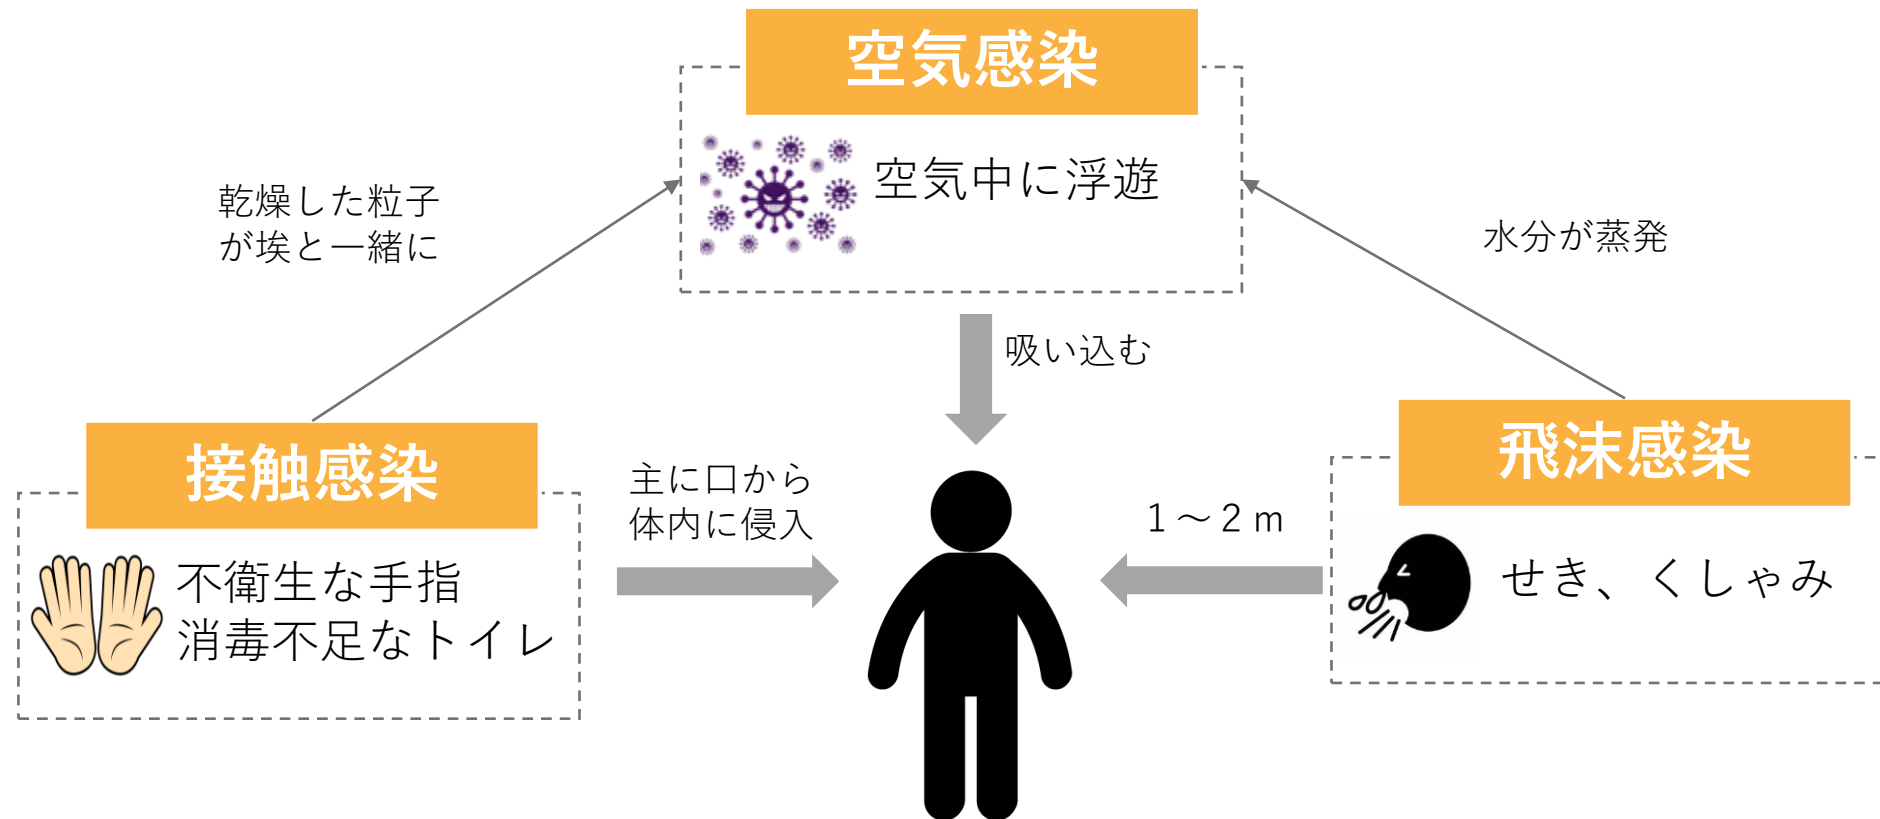 空気感染
空気中に浮遊
乾燥した粒子
が埃と一緒に
水分が蒸発
吸い込む
接触感染
不衛生な手指
消毒不足なトイレ
主に口から
体内に侵入
1～2 m
飛沫感染
せき、くしゃみ